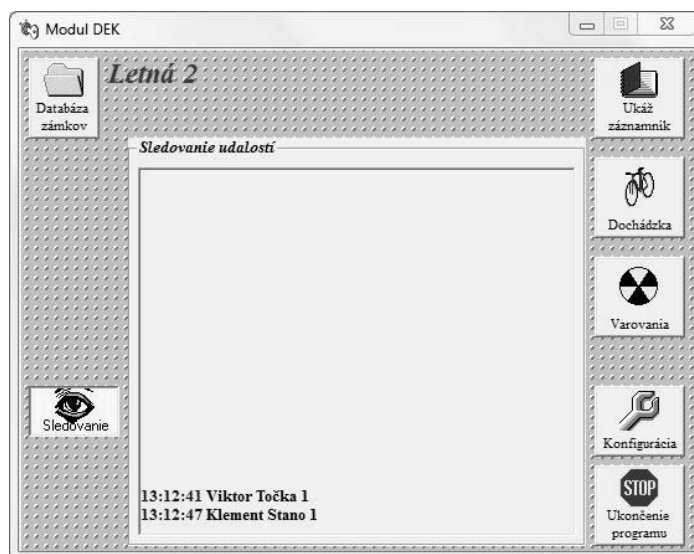 Modul DEK
Letná 2
Databáza
zámkov
Ukáž
záznamnik
Sledovanie udalostí
Dochádzka
Varovania
Sledovanie
Konfigurácia
13:12:41 Viktor Točka 1
13:12:47 Klement Stano 1
STOP
Ukončenie
programu